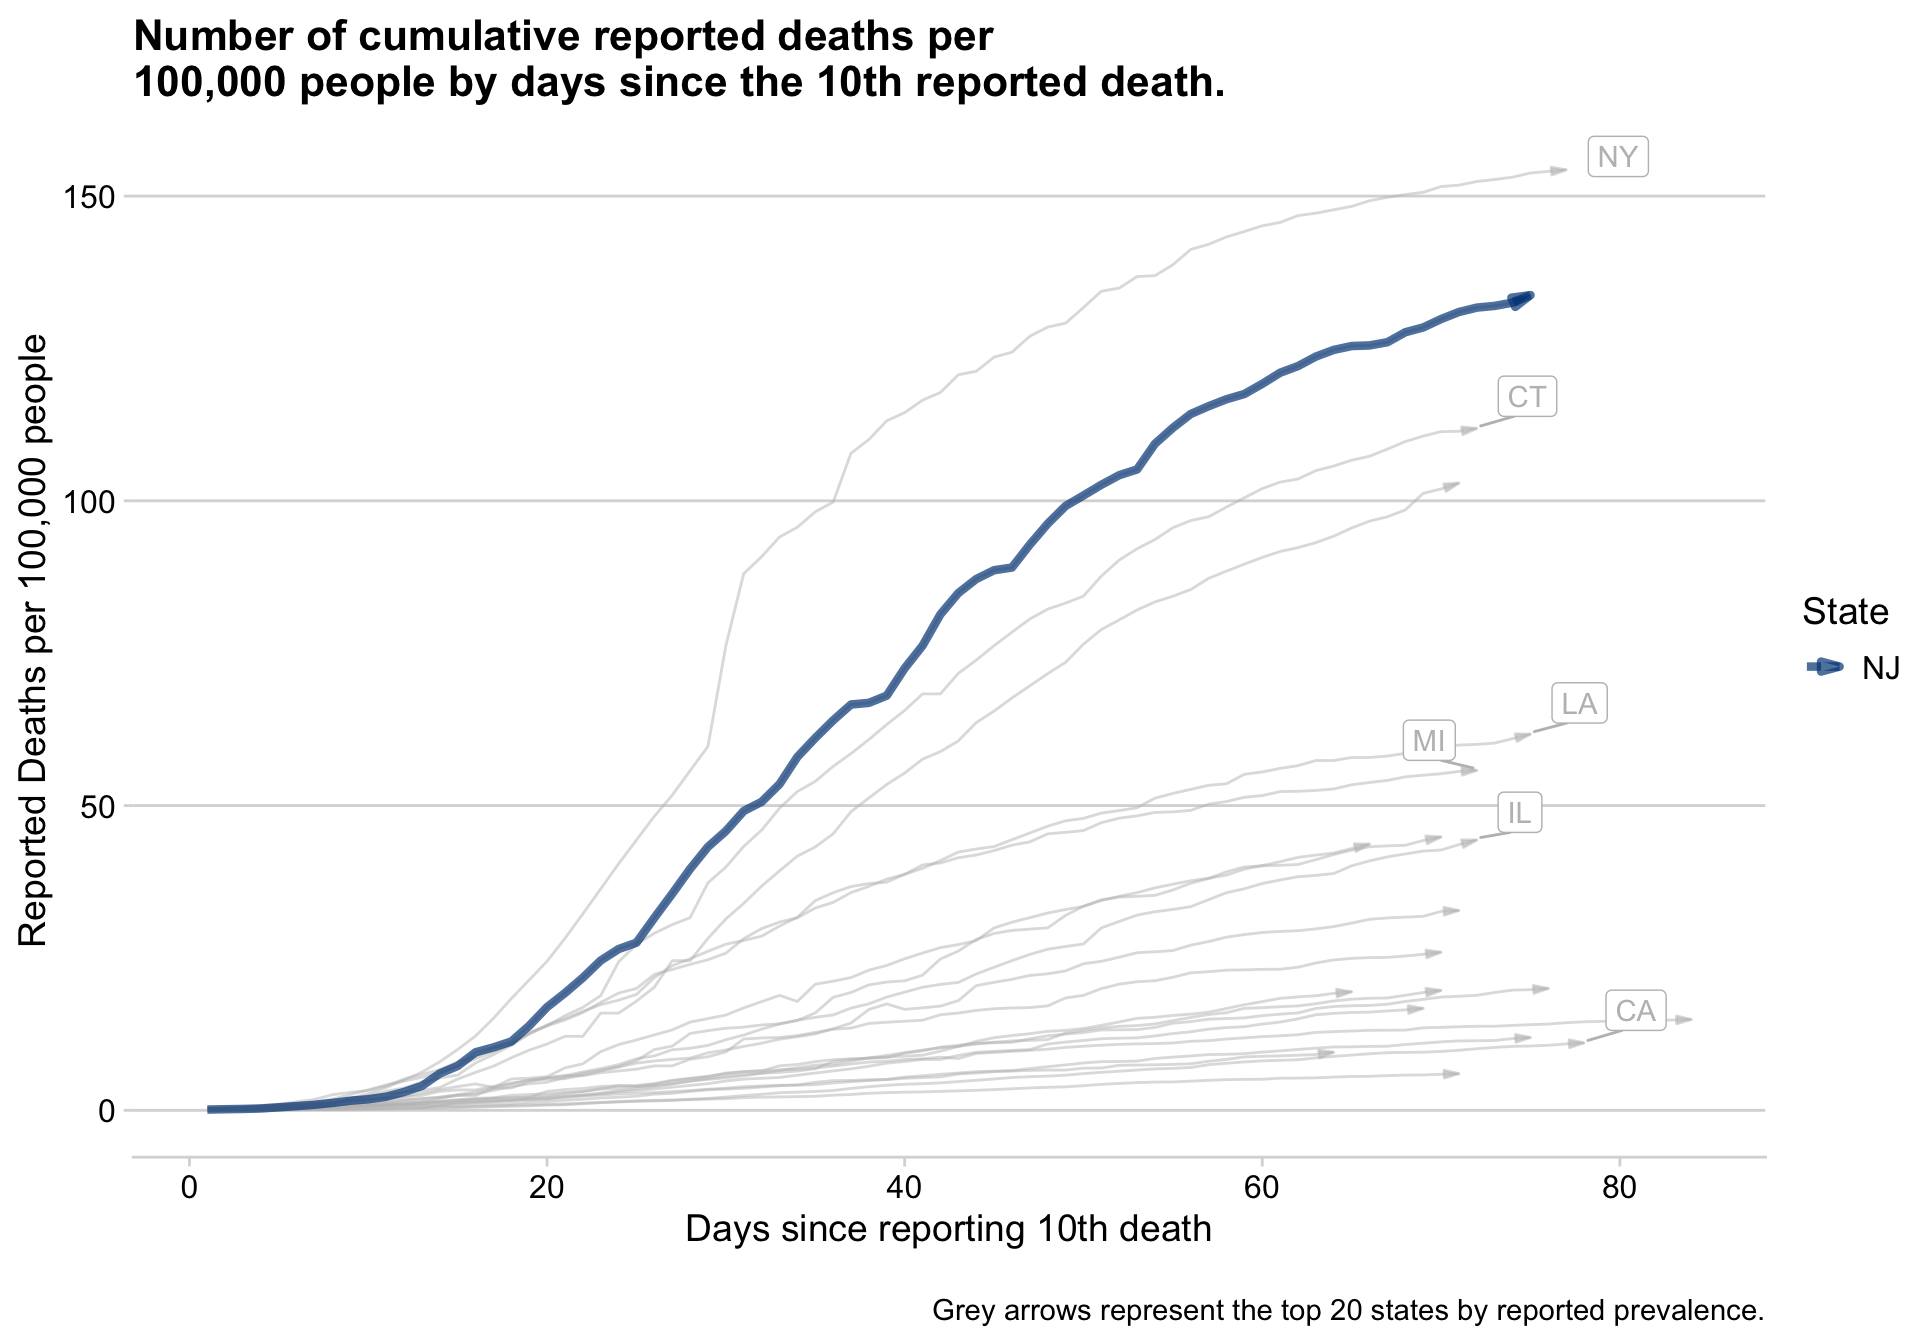 Number of cumulative reported deaths per
100,000 people by days since the 10th reported death.
NY
150
CT
100
State
NJ
LA
MI
50
IL
CA
0
0 20 40 60 80
Reported Deaths per 100,000 people
Days since reporting 10th death
Grey arrows represent the top 20 states by reported prevalence.